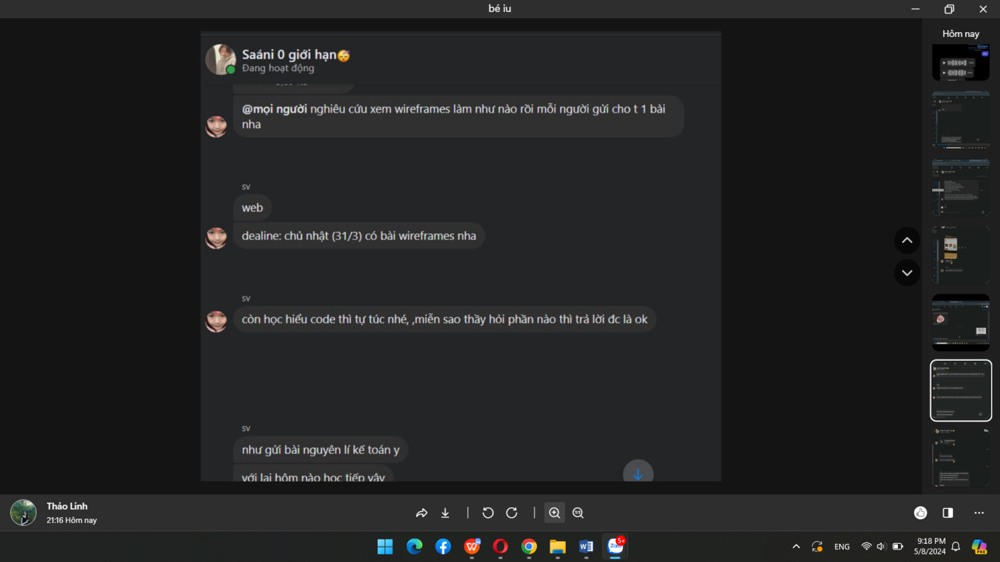 bé iu
Hôm nay
Saáni 0 giới hạn
Đang hoạt động
@mọi người nghiêu cứu xem wireframes làm như nào rồi mỗi người gửi cho t 1 bài
nha
sv
web
dealine: chủ nhật (31/3) có bài wireframes nha
sv
còn học hiểu code thì tự túc nhé, ,miễn sao thầy hỏi phần nào thì trả lời đc là ok
sv
như gửi bài nguyên lí kế toán y
với lại hôm nào học tiếp vậy
Thảo Linh
21:16 Hôm nay
5+
Zalo
ENG
9:18 PM
5/8/2024
PRE